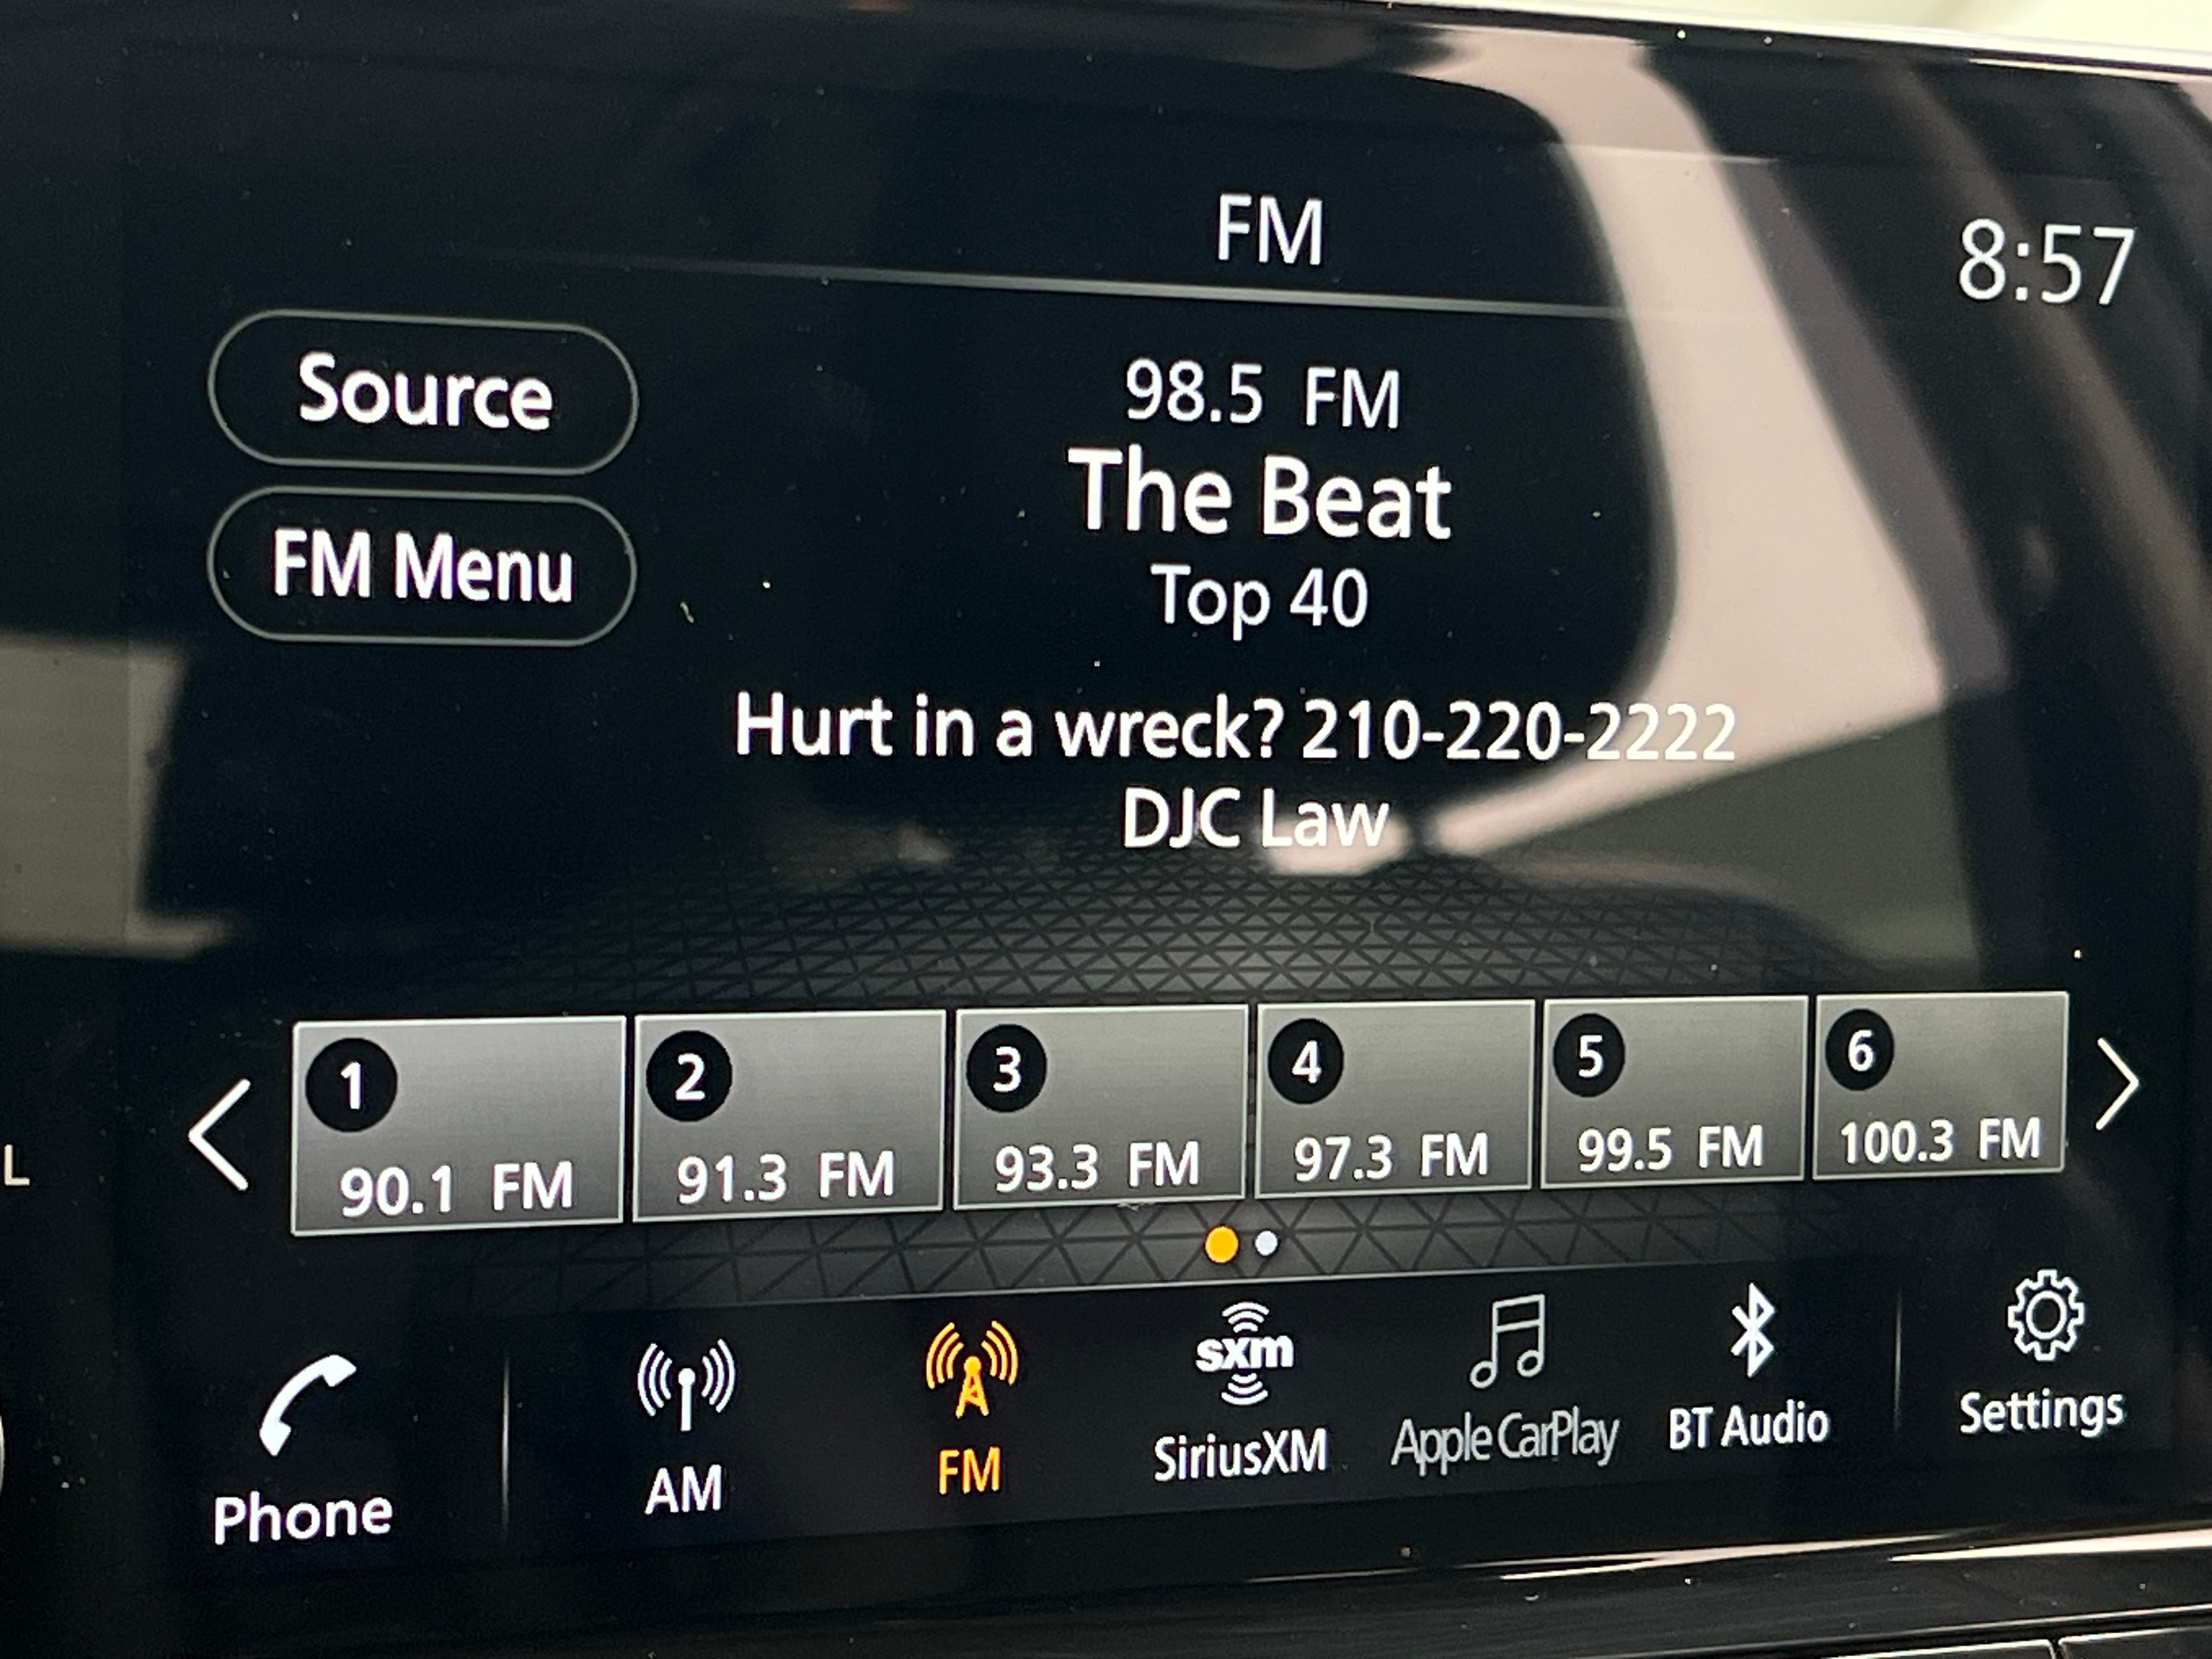 FM
8:57
Source
98.5 FM
The Beat
FM Menu
Top 40
Hurt in a wreck? 210-220-2222
DJC Law
1
2
3
4
5
6
90.1 FM
91.3 FM
93.3 FM
97.3 FM
99.5 FM
100.3 FM
L
sxm
Phone
AM
FM
SiriusXM
Apple CarPlay
BT Audio
Settings